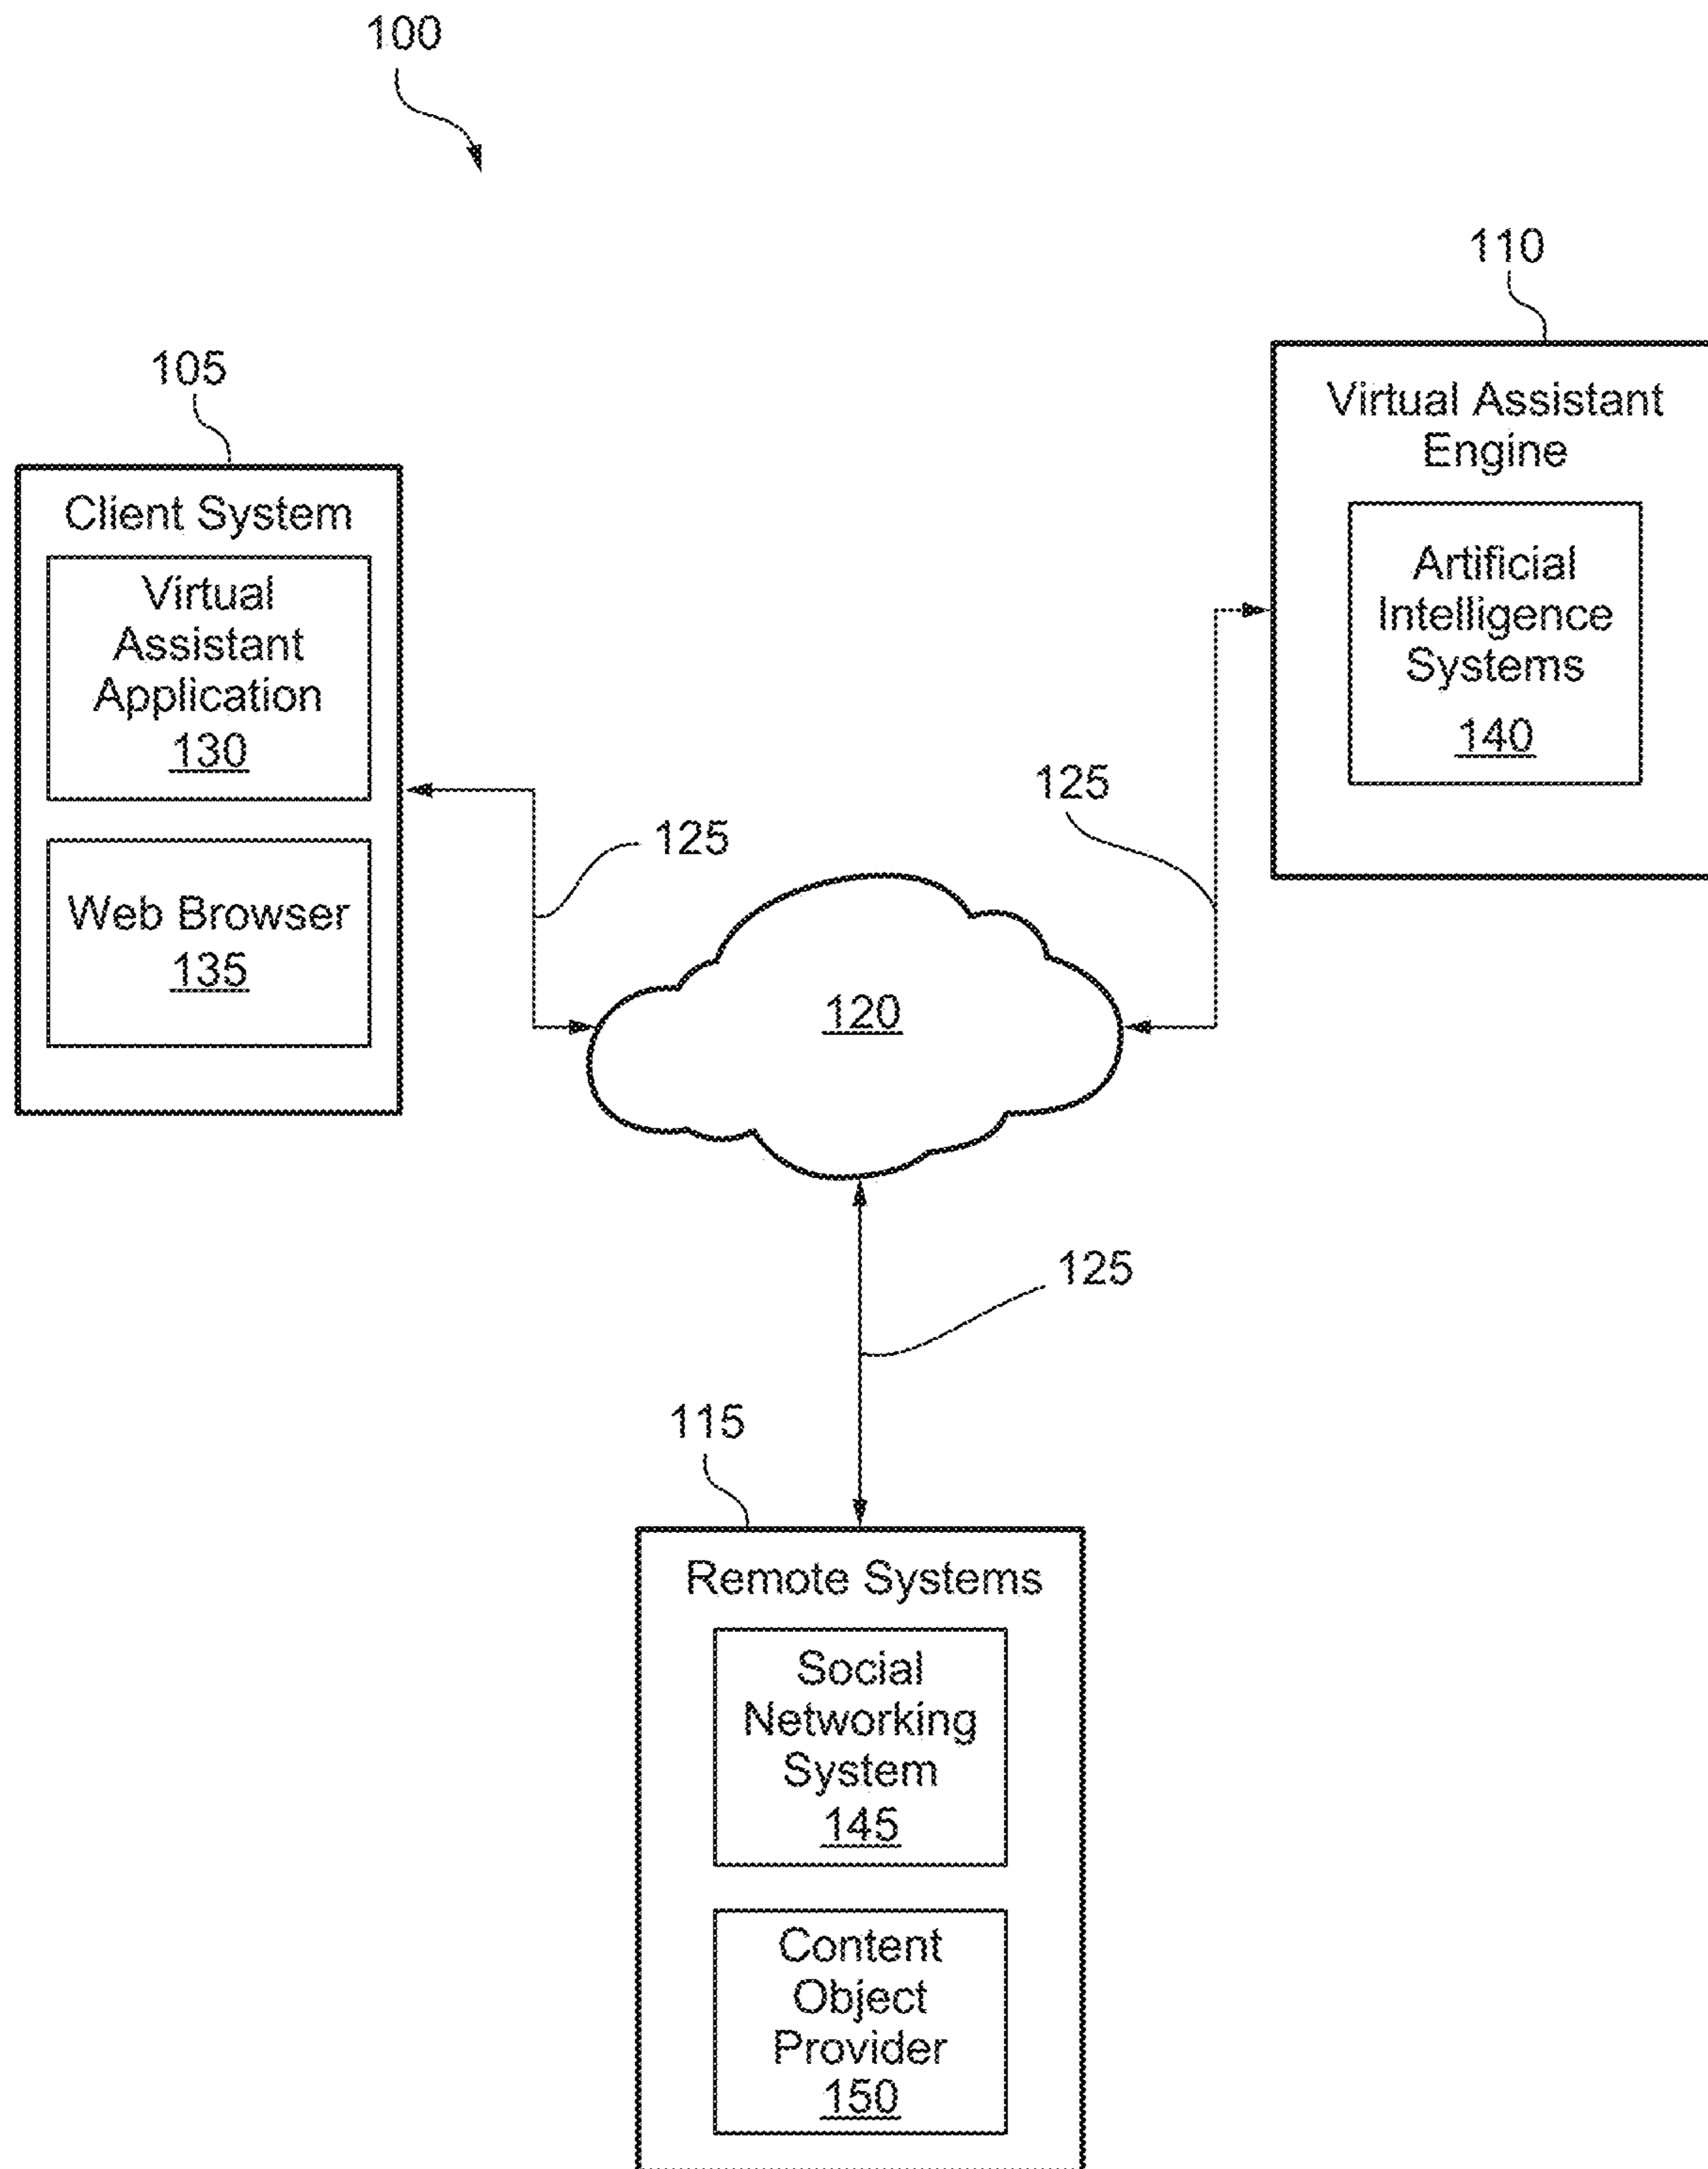 100
110
Virtual Assistant
Engine
Artificial
Intelligence
Systems
140
105
Client System
Virtual
Assistant
Application
130
Web Browser
135
125
125
120
125
115
Remote Systems
Social
Networking
System
145
Content
Object
Provider
150